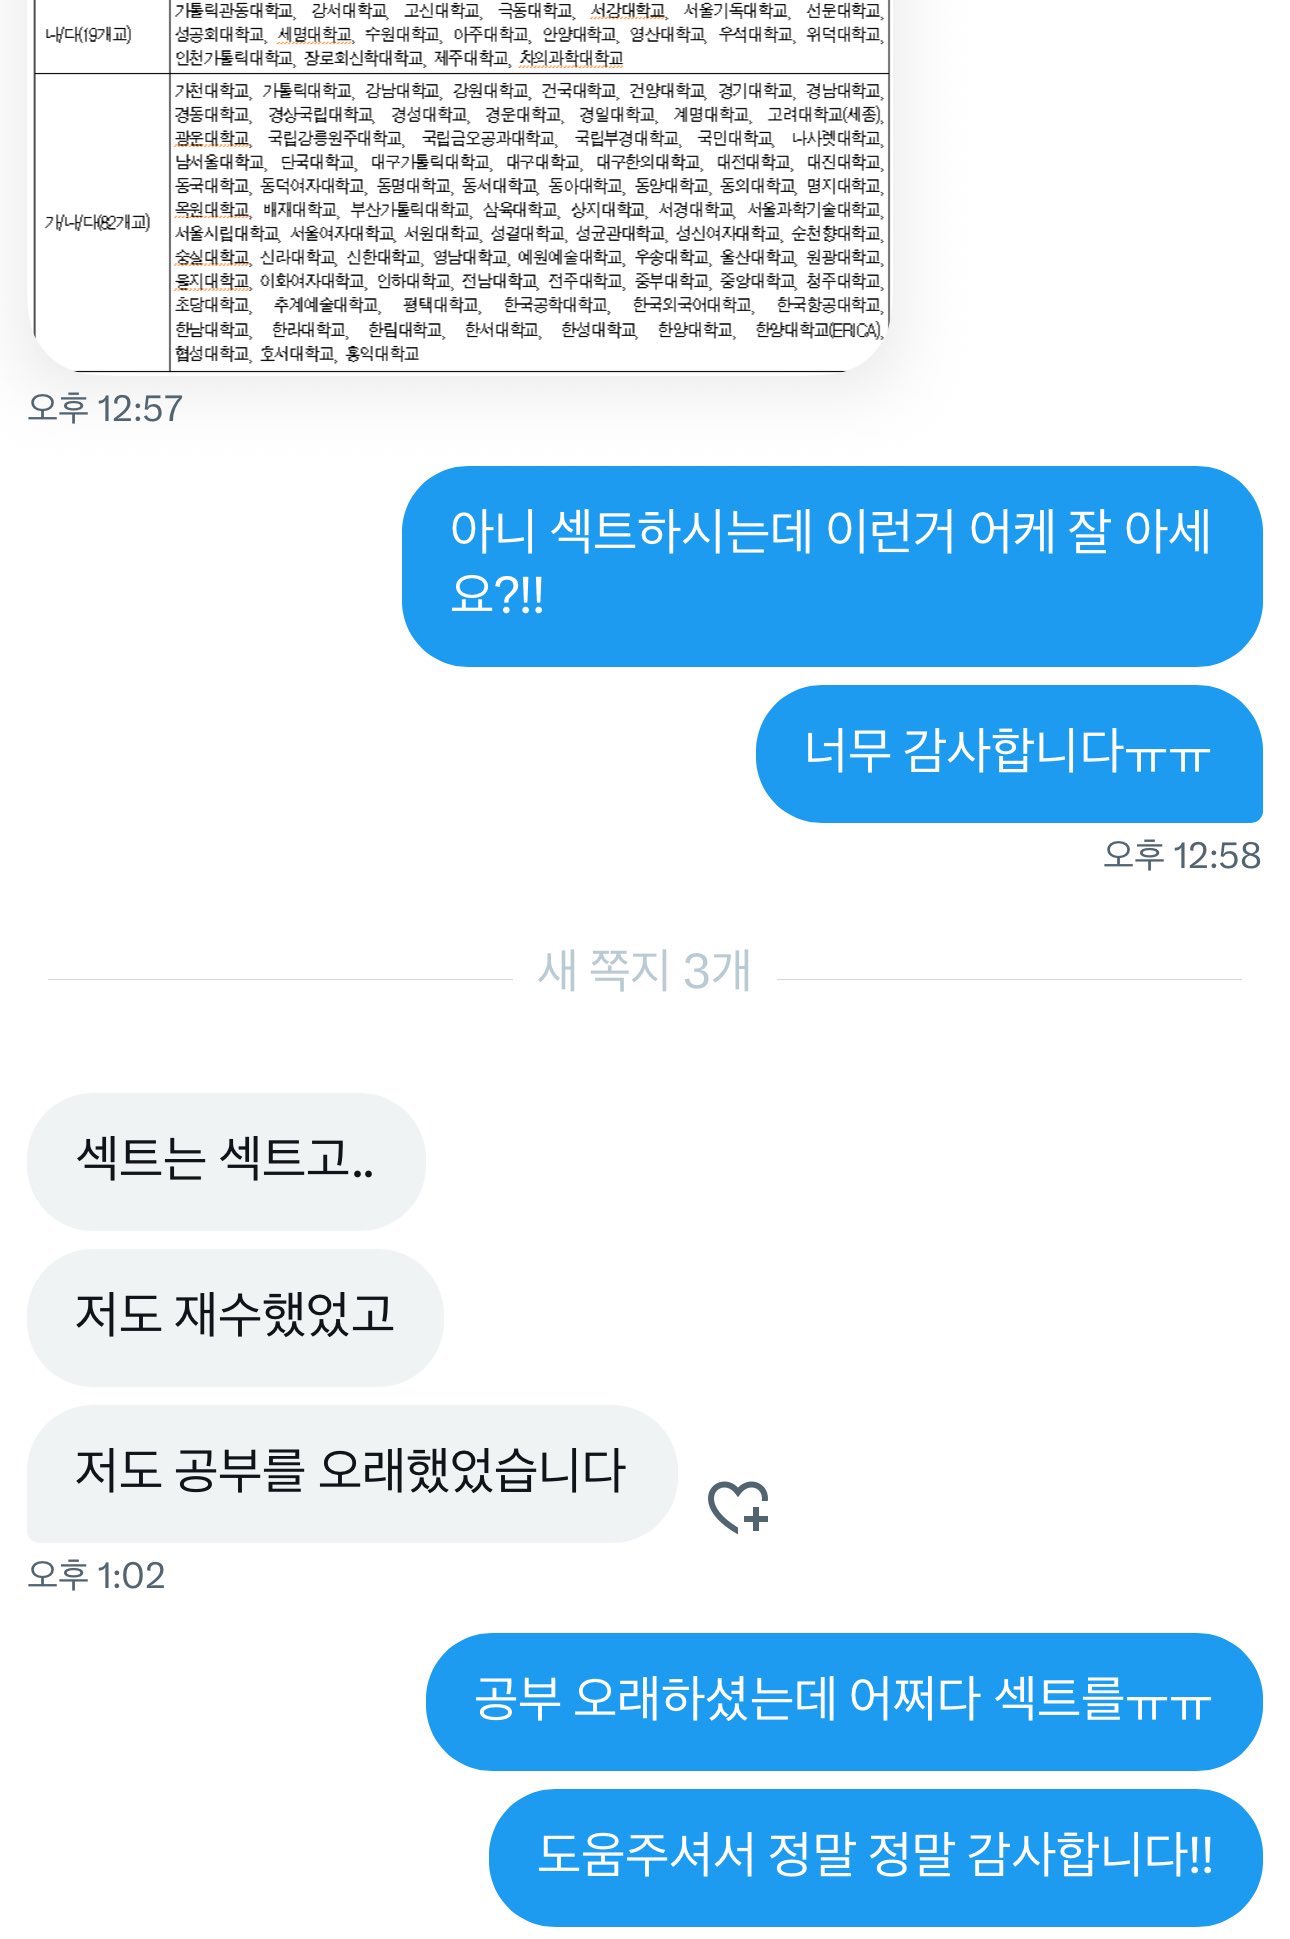 나/다(19개교)
가톨릭관동대학교, 강서대학교, 고신대학교, 극동대학교, 서강대학교, 서울기독대학교, 선문대학교,
성공회대학교, 세명대학교, 수원대학교, 아주대학교, 안양대학교, 영산대학교, 우석대학교, 위덕대학교,
인천가톨릭대학교, 장로회신학대학교, 제주대학교, 차의과학대학교
가/나/다(82개교)
가천대학교, 가톨릭대학교, 강남대학교, 강원대학교, 건국대학교, 건양대학교, 경기대학교, 경남대학교,
경동대학교, 경상국립대학교, 경성대학교, 경운대학교, 경일대학교, 계명대학교, 고려대학교(세종),
광운대학교, 국립강릉원주대학교, 국립금오공과대학교, 국립부경대학교, 국민대학교, 나사렛대학교,
남서울대학교, 단국대학교, 대구가톨릭대학교, 대구대학교, 대구한의대학교, 대전대학교, 대진대학교,
동국대학교, 동덕여자대학교, 동명대학교, 동서대학교, 동아대학교, 동양대학교, 동의대학교, 명지대학교,
목원대학교, 배재대학교, 부산가톨릭대학교, 삼육대학교, 상지대학교, 서경대학교, 서울과학기술대학교,
서울시립대학교, 서울여자대학교, 서원대학교, 성결대학교, 성균관대학교, 성신여자대학교, 순천향대학교,
숭실대학교, 신라대학교, 신한대학교, 영남대학교, 예원예술대학교, 우송대학교, 울산대학교, 원광대학교,
을지대학교, 이화여자대학교, 인하대학교, 전남대학교, 전주대학교, 중부대학교, 중앙대학교, 청주대학교,
초당대학교, 추계예술대학교, 평택대학교, 한국공학대학교, 한국외국어대학교, 한국항공대학교,
한남대학교, 한라대학교, 한림대학교, 한서대학교, 한성대학교, 한양대학교, 한양대학교(ERICA),
협성대학교, 호서대학교, 홍익대학교
오후 12:57
아니 섹트하시는데 이런거 어케 잘 아세
요?!!
너무 감사합니다ㅠㅠ
오후 12:58
새 쪽지 3개
섹트는 섹트고..
저도 재수했었고
저도 공부를 오래했었습니다
오후 1:02
공부 오래하셨는데 어쩌다 섹트를ㅠㅠ
도움주셔서 정말 정말 감사합니다!!